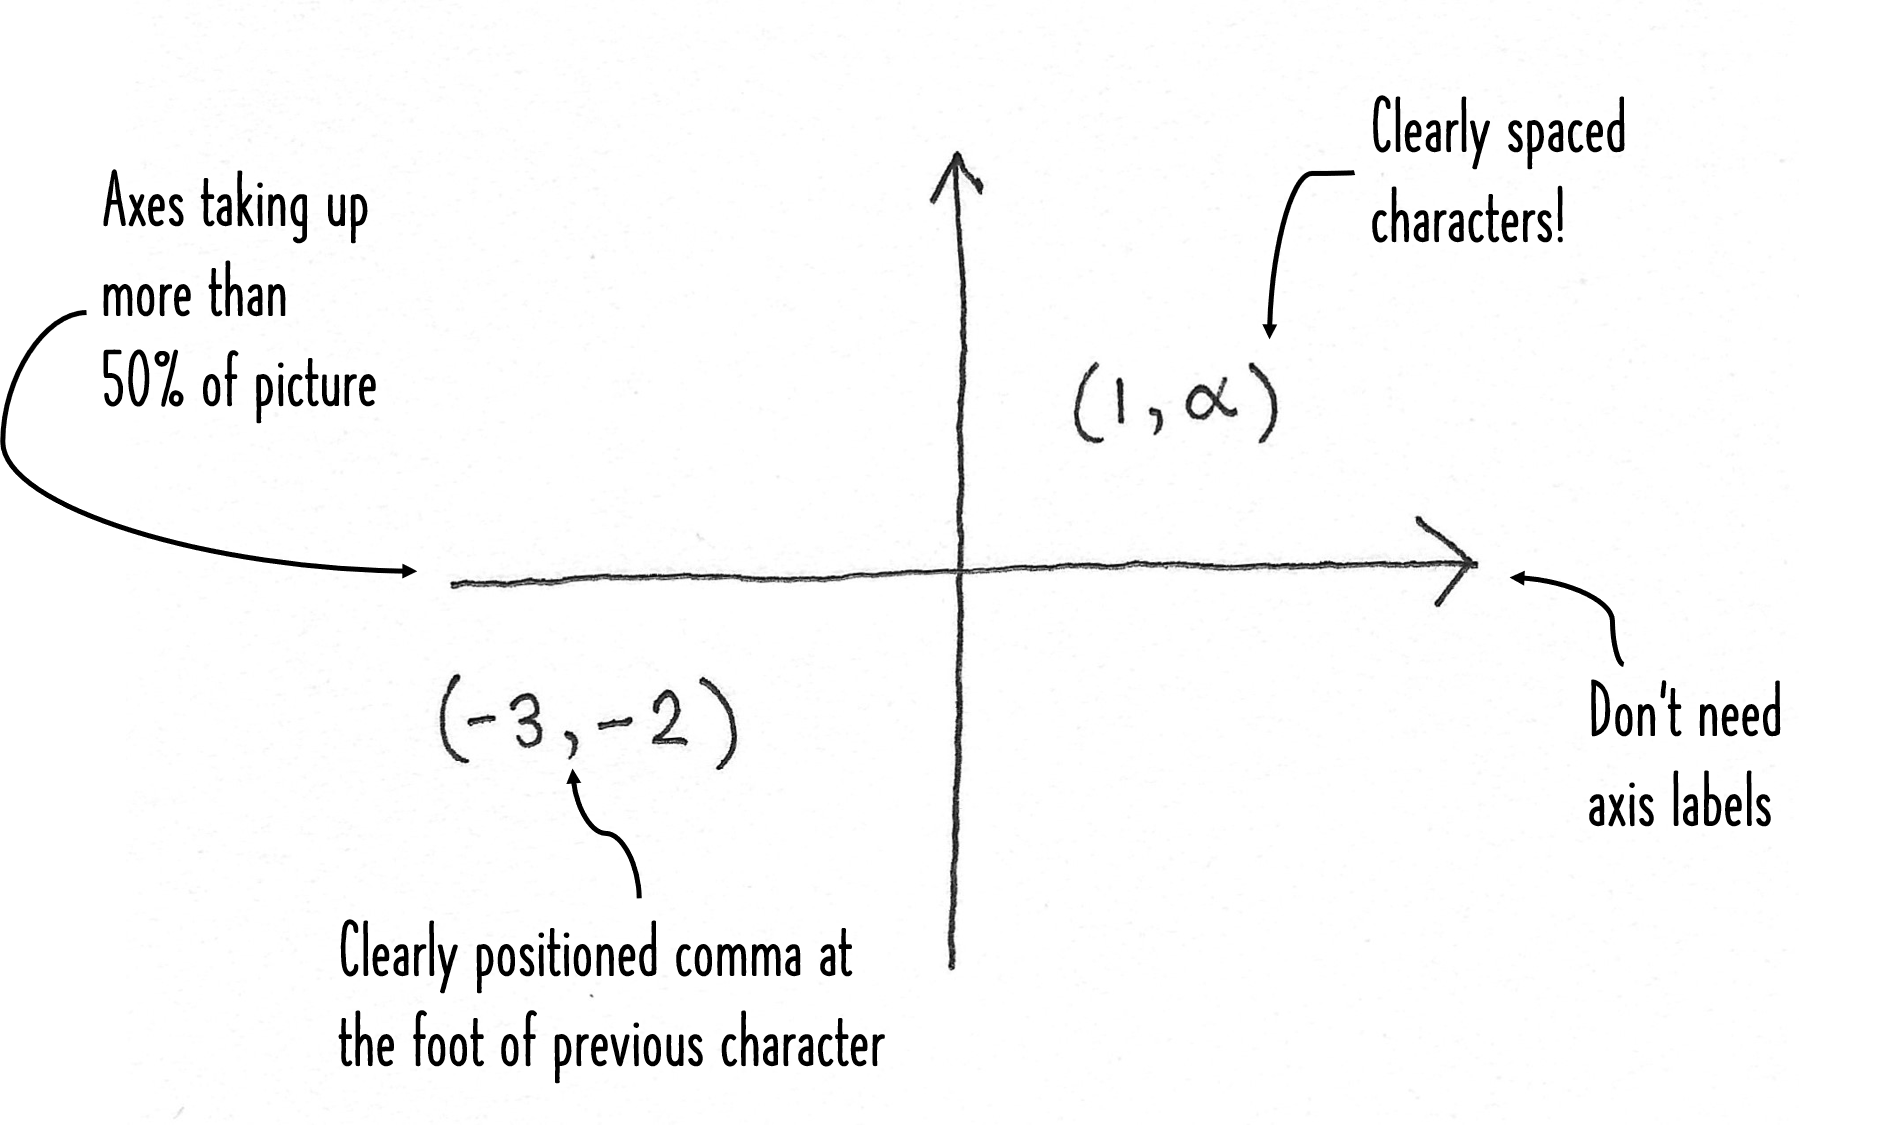 Clearly spaced
characters!
Axes taking up
more than
50% of picture
(1, α)
(-3, -2)
Don't need
axis labels
Clearly positioned comma at
the foot of previous character